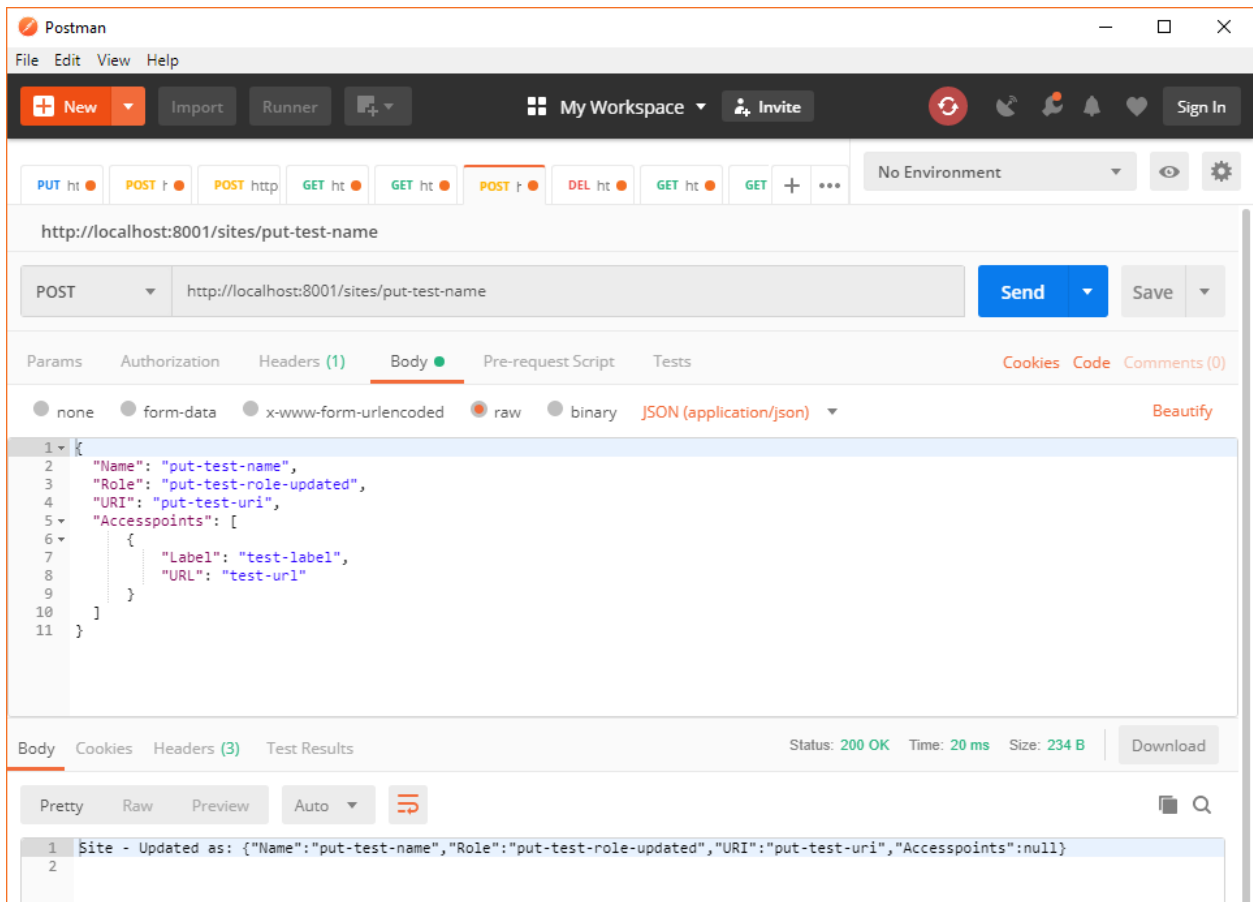 Postman
File Edit View Help
New Import Runner My Workspace Invite Sign In
PUT ht POST h POST http GET ht GET ht POST h DEL ht GET ht GET No Environment
http://localhost:8001/sites/put-test-name
POST http://localhost:8001/sites/put-test-name Send Save
Params Authorization Headers (1) Body Pre-request Script Tests Cookies Code Comments (0)
none form-data x-www-form-urlencoded raw binary JSON (application/json) Beautify
1 {
2 "Name": "put-test-name",
3 "Role": "put-test-role-updated",
4 "URI": "put-test-uri",
5 "Accesspoints": [
6 {
7 "Label": "test-label",
8 "URL": "test-url"
9 }
10 ]
11 }
Body Cookies Headers (3) Test Results Status: 200 OK Time: 20 ms Size: 234 B Download
Pretty Raw Preview Auto
1 Site - Updated as: {"Name":"put-test-name","Role":"put-test-role-updated","URI":"put-test-uri","Accesspoints":null}
2